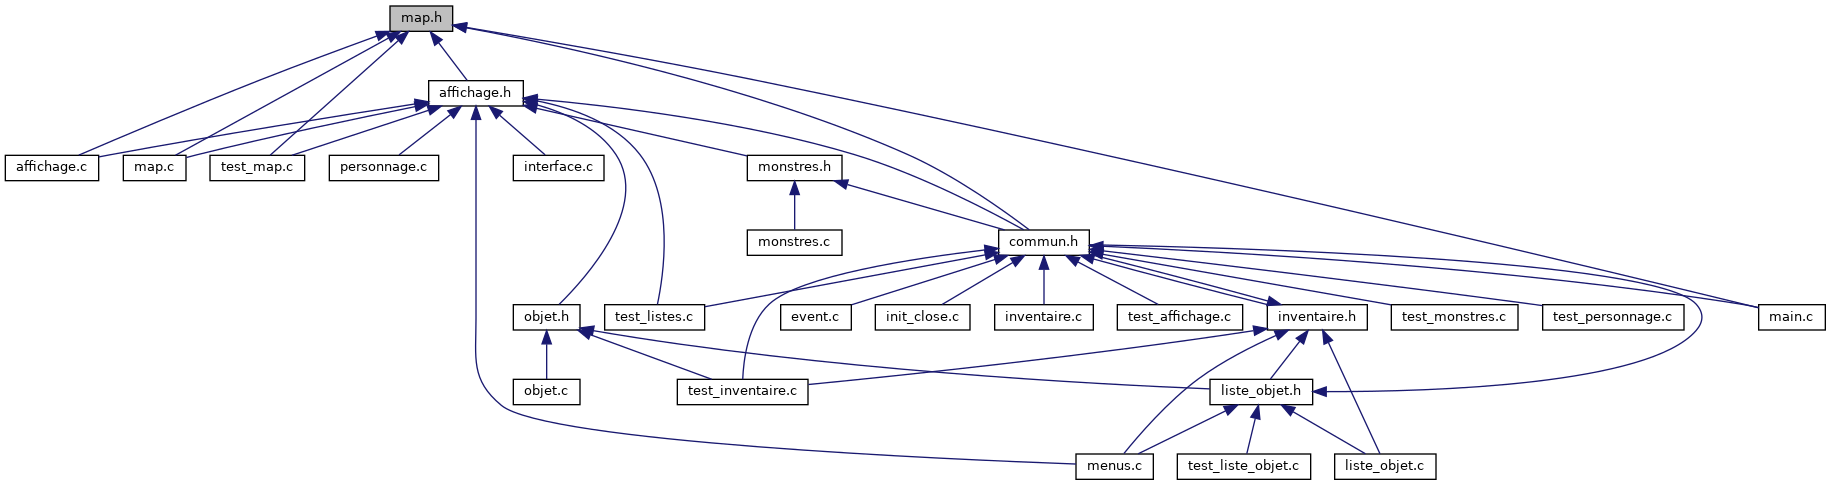 map.h
affichage.h
affichage.c
map.c
test_map.c
personnage.c
interface.c
monstres.h
monstres.c
commun.h
objet.h
test_listes.c
event.c
init_close.c
inventaire.c
test_affichage.c
inventaire.h
test_monstres.c
test_personnage.c
main.c
objet.c
test_inventaire.c
liste_objet.h
menus.c
test_liste_objet.c
liste_objet.c